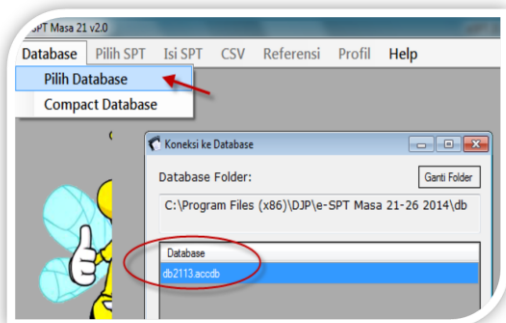 SPT Masa 21 v2.0
Database Pilih SPT Isi SPT CSV Referensi Profil Help
Pilih Database
Compact Database
Koneksi ke Database
Database Folder:
Ganti Folder
C:\Program Files (x86)\DJP\e-SPT Masa 21-26 2014\db
Database
db2113.accdb